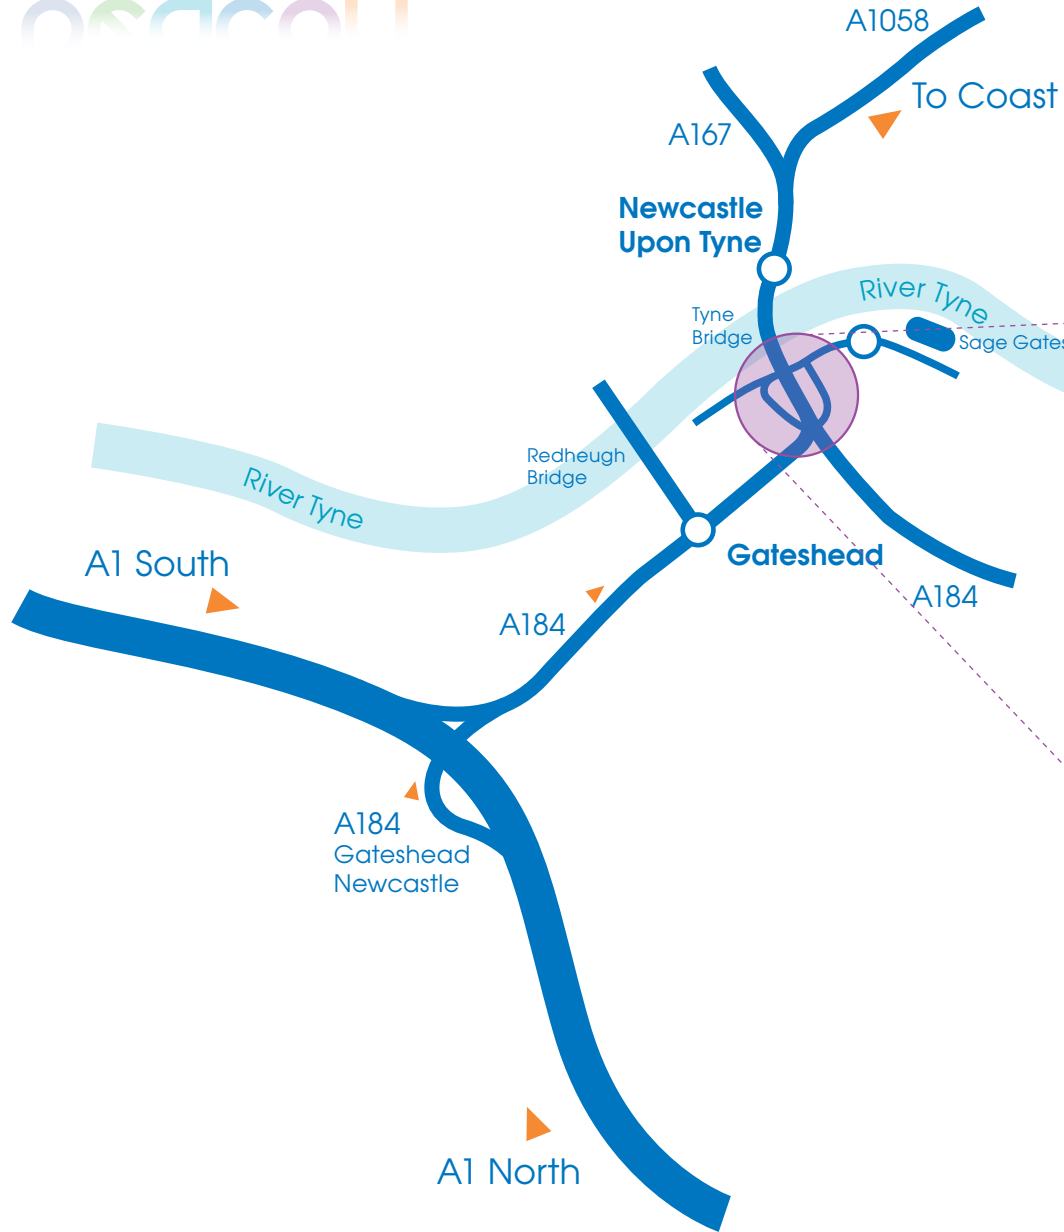 A1058
To Coast
A167
Newcastle
Upon Tyne
River Tyne
Tyne
Bridge
Sage Gates
Redheugh
Bridge
River Tyne
Gateshead
A1 South
A184
A184
A184
Gateshead
Newcastle
A1 North